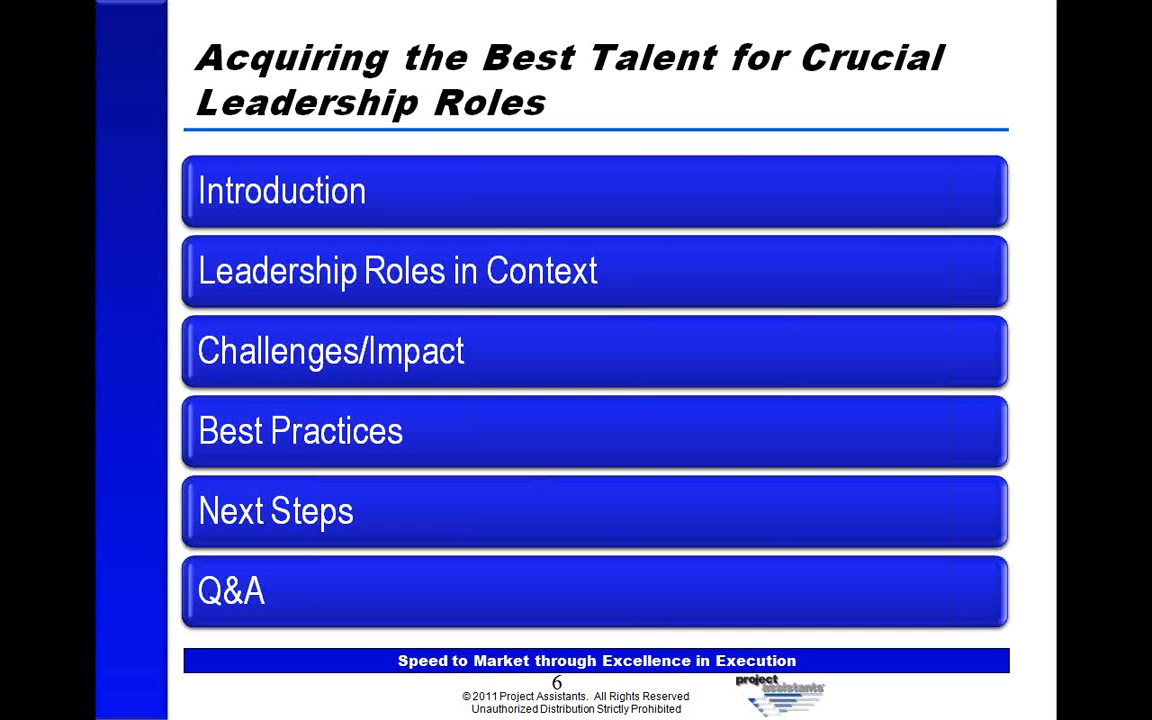 Acquiring the Best Talent for Crucial
Leadership Roles
Introduction
Leadership Roles in Context
Challenges/Impact
Best Practices
Next Steps
Q&A
Speed to Market through Excellence in Execution
6
© 2011 Project Assistants. All Rights Reserved
Unauthorized Distribution Strictly Prohibited
project
assistants